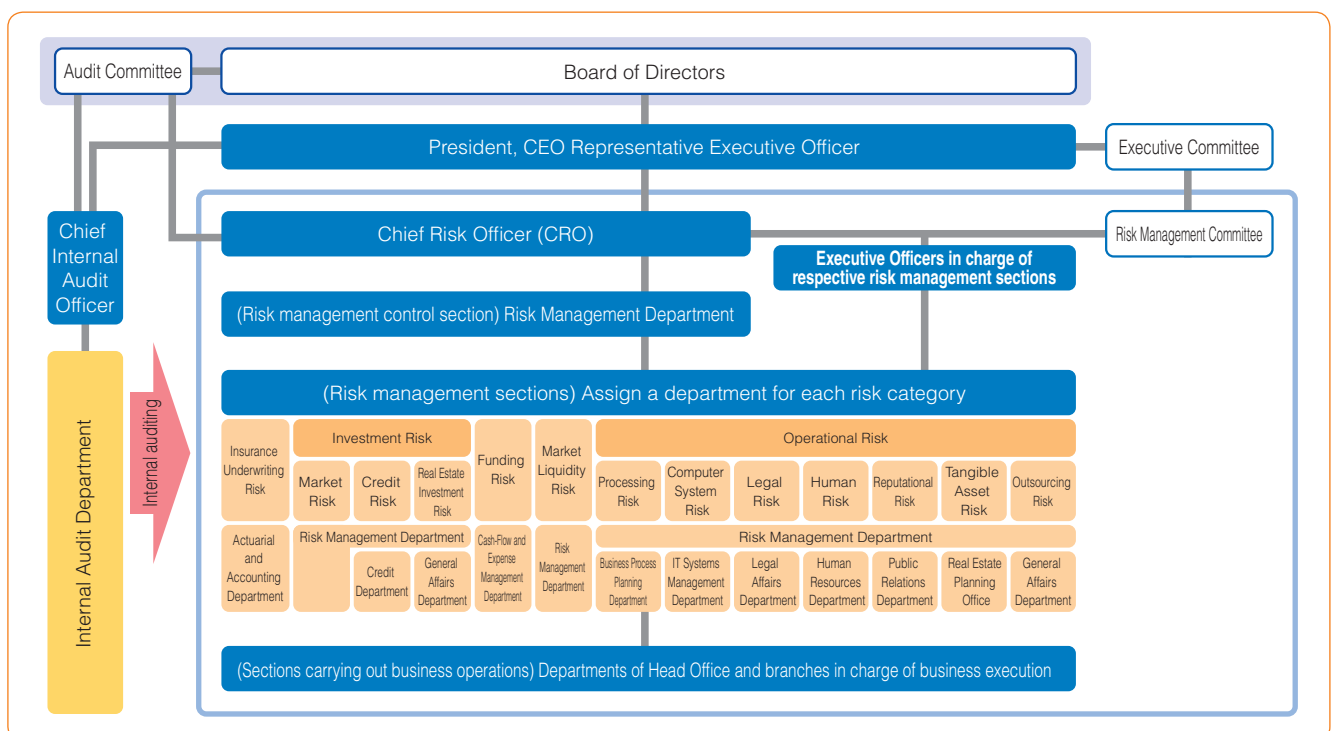 Audit Committee
Board of Directors
President, CEO Representative Executive Officer
Executive Committee
Chief
Internal
Audit
Officer
Chief Risk Officer (CRO)
Risk Management Committee
Executive Officers in charge of
respective risk management sections
(Risk management control section) Risk Management Department
Internal Audit Department
Internal auditing
(Risk management sections) Assign a department for each risk category
Insurance
Underwriting
Risk
Investment Risk
Market
Risk
Credit
Risk
Real Estate
Investment
Risk
Funding
Risk
Market
Liquidity
Risk
Operational Risk
Processing
Risk
Computer
System
Risk
Legal
Risk
Human
Risk
Reputational
Risk
Tangible
Asset
Risk
Outsourcing
Risk
Actuarial
and
Accounting
Department
Risk Management Department
Credit
Department
General
Affairs
Department
Cash-Flow and
Expense
Management
Department
Risk
Management
Department
Risk Management Department
Business Process
Planning
Department
IT Systems
Management
Department
Legal
Affairs
Department
Human
Resources
Department
Public
Relations
Department
Real Estate
Planning
Office
General
Affairs
Department
(Sections carrying out business operations) Departments of Head Office and branches in charge of business execution